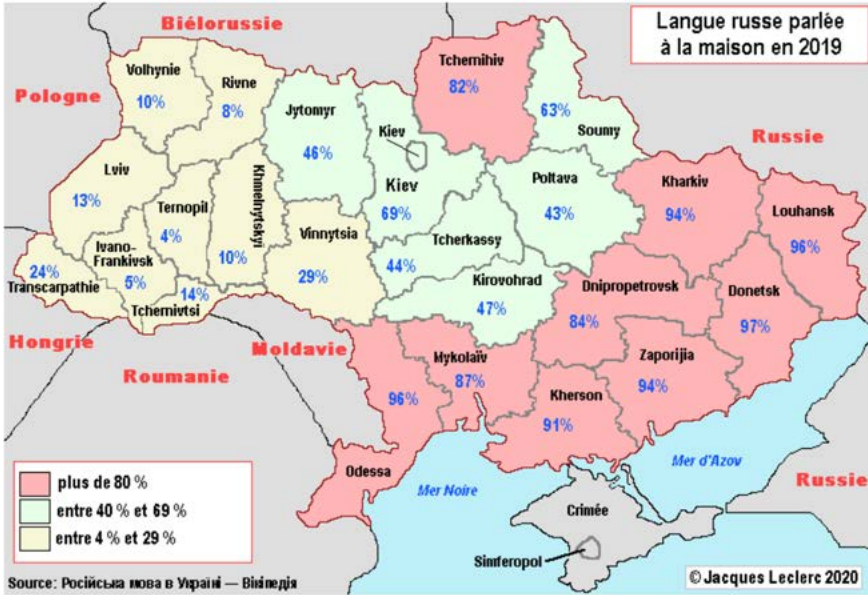 Langue russe parlée
à la maison en 2019
Biélorussie
Pologne
Russie
Hongrie
Roumanie
Moldavie
Russie
Volhynie
10%
Rivne
8%
Jytomyr
46%
Kiev
Kiev
69%
Tchernihiv
82%
63%
Soumy
Lviv
13%
Ternopil
4%
Khmelnytskyi
10%
Vinnytsia
29%
Tcherkassy
44%
Poltava
43%
Kharkiv
94%
Louhansk
96%
24%
Transcarpathie
Ivano-
Frankivsk
5%
14%
Tchernivtsi
Kirovohrad
47%
Dnipropetrovsk
84%
Donetsk
97%
Mykolaïv
87%
96%
Odessa
Kherson
91%
Zaporijia
94%
Mer Noire
Mer d'Azov
Crimée
Simferopol
plus de 80 %
entre 40 % et 69 %
entre 4 % et 29 %
Source: Російська мова в Україні — Вікіпедія
© Jacques Leclerc 2020